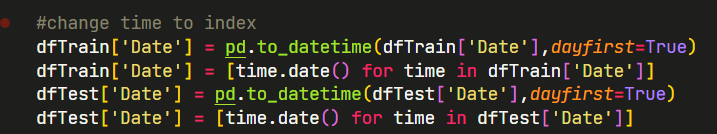 #change time to index
dfTrain['Date'] = pd.to_datetime(dfTrain['Date'],dayfirst=True)
dfTrain['Date'] = [time.date() for time in dfTrain['Date']]
dfTest['Date'] = pd.to_datetime(dfTest['Date'],dayfirst=True)
dfTest['Date'] = [time.date() for time in dfTest['Date']]